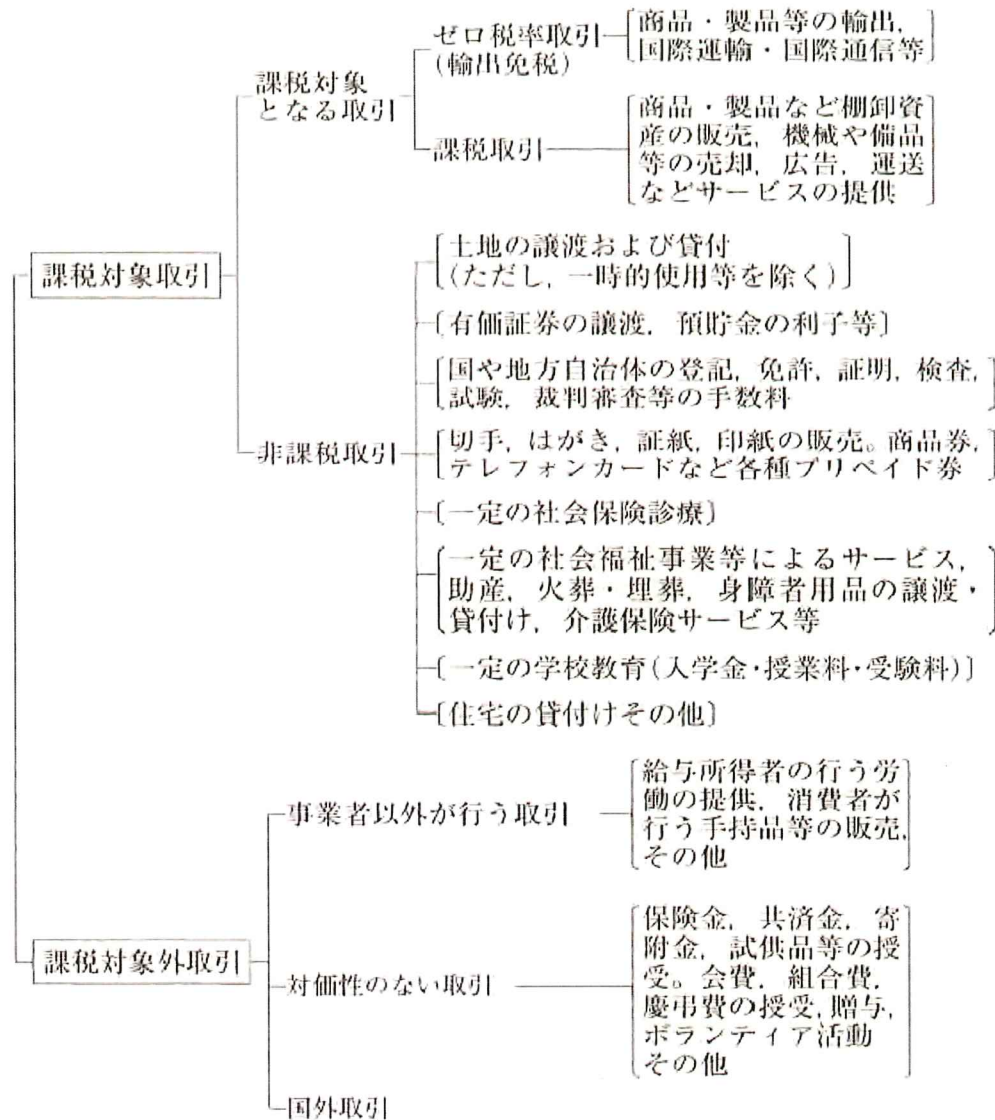 ゼロ税率取引
(輸出免税)
商品・製品等の輸出,
国際運輸・国際通信等
課税対象
となる取引
課税取引
商品・製品など棚卸資
産の販売, 機械や備品
等の売却, 広告, 運送
などサービスの提供
課税対象取引
非課税取引
土地の譲渡および貸付
(ただし, 一時的使用等を除く)
〔有価証券の譲渡, 預貯金の利子等〕
国や地方自治体の登記, 免許, 証明, 検査,
試験, 裁判審査等の手数料
切手, はがき, 証紙, 印紙の販売。商品券,
テレフォンカードなど各種プリペイド券
〔一定の社会保険診療〕
一定の社会福祉事業等によるサービス,
助産, 火葬・埋葬, 身障者用品の譲渡・
貸付け, 介護保険サービス等
〔一定の学校教育(入学金・授業料・受験料)〕
〔住宅の貸付けその他〕
課税対象外取引
事業者以外が行う取引
給与所得者の行う労
働の提供, 消費者が
行う手持品等の販売,
その他
対価性のない取引
保険金, 共済金, 寄
附金, 試供品等の授
受。会費, 組合費,
慶弔費の授受, 贈与,
ボランティア活動
その他
国外取引